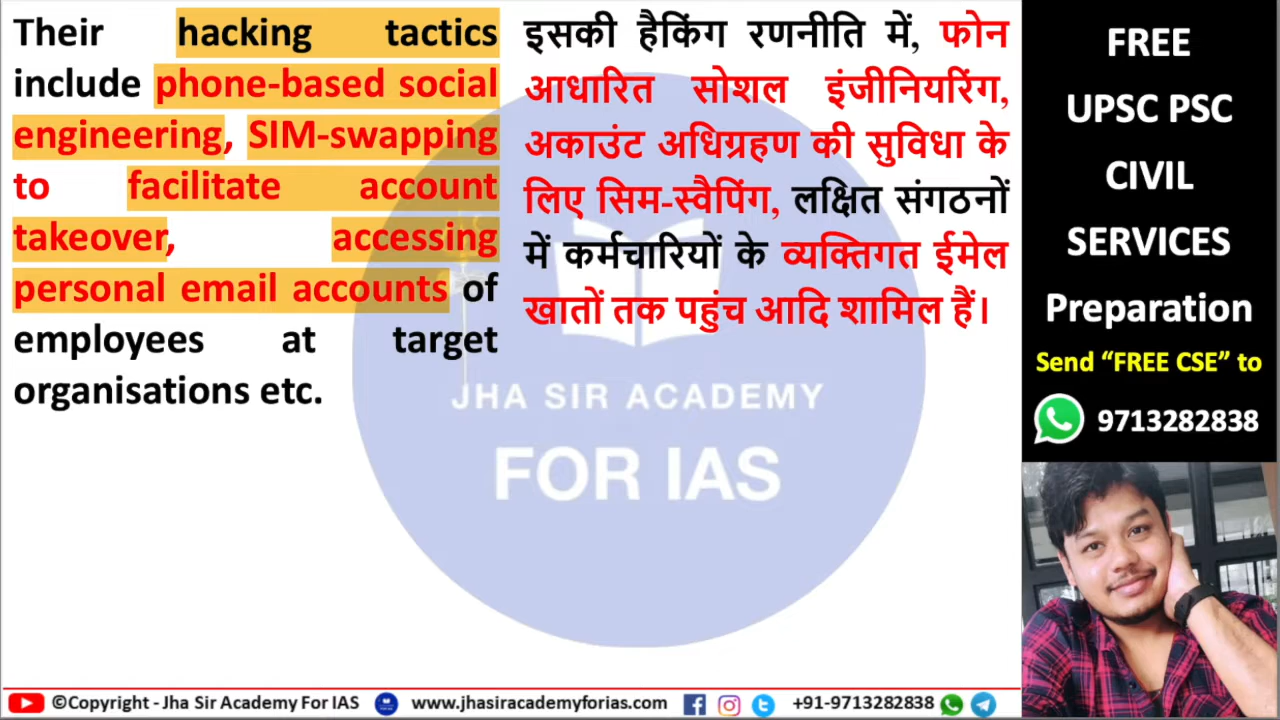 Their hacking tactics
include phone-based social
engineering, SIM-swapping
to facilitate account
takeover, accessing
personal email accounts of
employees at target
organisations etc.
इसकी हैकिंग रणनीति में, फोन
आधारित सोशल इंजीनियरिंग,
अकाउंट अधिग्रहण की सुविधा के
लिए सिम-स्वैपिंग, लक्षित संगठनों
में कर्मचारियों के व्यक्तिगत ईमेल
खातों तक पहुंच आदि शामिल हैं।
JHA SIR ACADEMY
FOR IAS
FREE
UPSC PSC
CIVIL
SERVICES
Preparation
Send “FREE CSE” to
9713282838
©Copyright - Jha Sir Academy For IAS www.jhasiracademyforias.com +91-9713282838